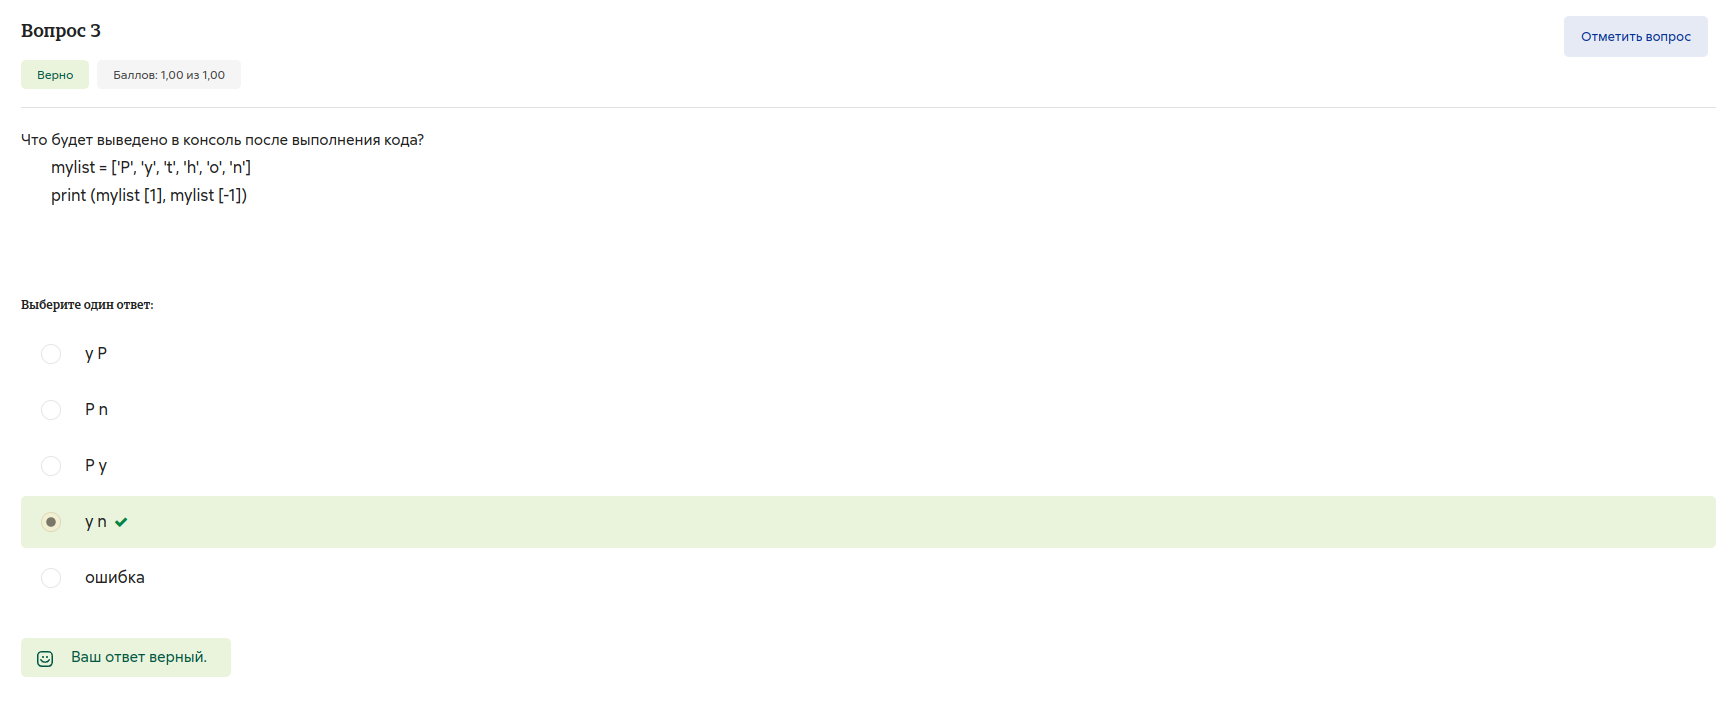 Вопрос 3
Отметить вопрос
Верно
Баллов: 1,00 из 1,00
Что будет выведено в консоль после выполнения кода?
mylist = ['P', 'y', 't', 'h', 'o', 'n']
print (mylist [1], mylist [-1])
Выберите один ответ:
y P
P n
P y
y n
ошибка
Ваш ответ верный.